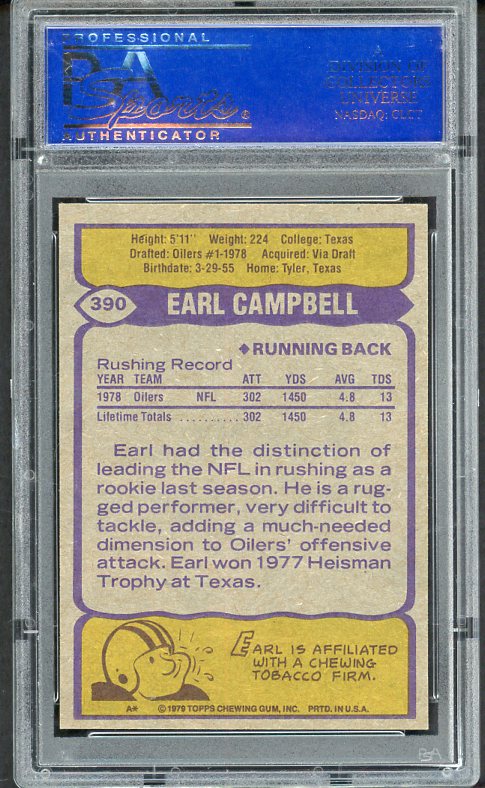 PROFESSIONAL
PSA
Sports®
AUTHENTICATOR
A
DIVISION OF
COLLECTORS
UNIVERSE
NASDAQ: CLCT
Height: 5'11" Weight: 224 College: Texas
Drafted: Oilers #1-1978 Acquired: Via Draft
Birthdate: 3-29-55 Home: Tyler, Texas
390 EARL CAMPBELL
RUNNING BACK
Rushing Record
YEAR TEAM ATT YDS AVG TDS
1978 Oilers NFL 302 1450 4.8 13
Lifetime Totals .......... 302 1450 4.8 13
Earl had the distinction of
leading the NFL in rushing as a
rookie last season. He is a rug-
ged performer, very difficult to
tackle, adding a much-needed
dimension to Oilers' offensive
attack. Earl won 1977 Heisman
Trophy at Texas.
EARL IS AFFILIATED
WITH A CHEWING
TOBACCO FIRM.
A* © 1979 TOPPS CHEWING GUM, INC. PRTD. IN U.S.A.
PSA